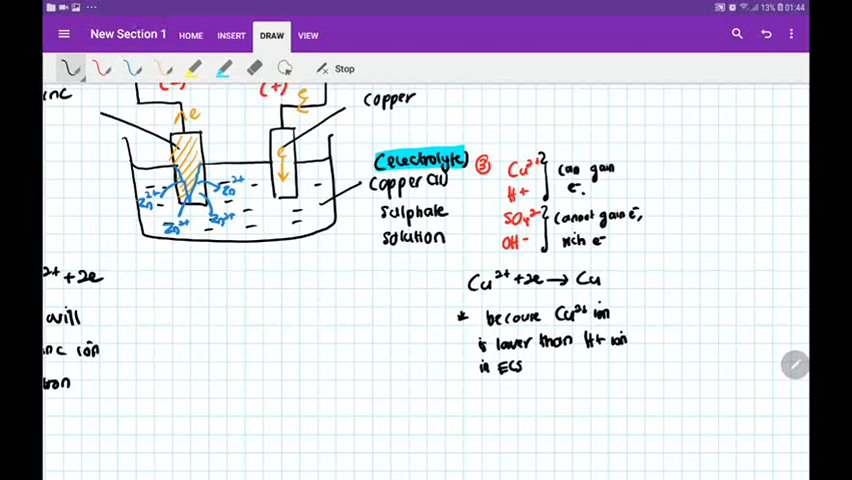 13% 01:44
New Section 1 HOME INSERT DRAW VIEW
Stop
inc
(-)
(+)
e
copper
(electrolyte)
copper (II)
sulphate
solution
Zn²⁺
Zn²⁺
Zn²⁺
Zn²⁺
③
Cu²⁺
H+
can gain
e.
SO₄²⁻
OH-
cannot gain e,
rich e
²⁺ + 2e
will
inc ion
tron
Cu²⁺ + 2e → Cu
* because Cu²⁺ ion
is lower than H+ ion
in ECS